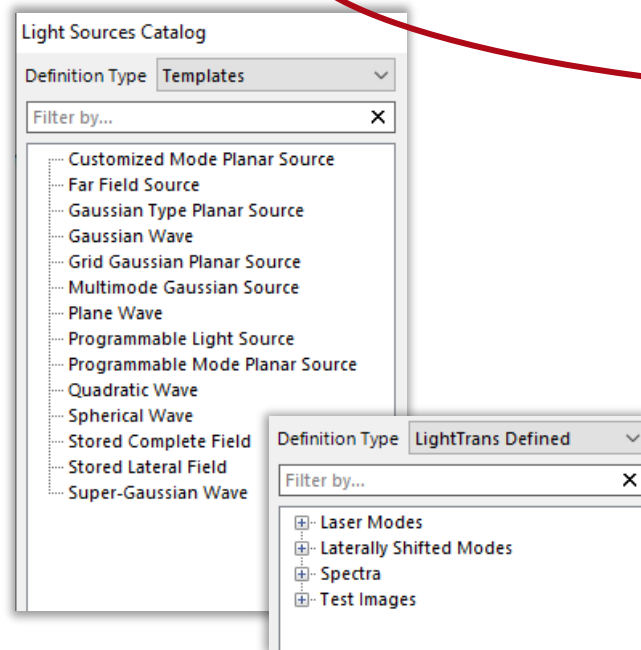 Light Sources Catalog
Definition Type Templates
Filter by...
Customized Mode Planar Source
Far Field Source
Gaussian Type Planar Source
Gaussian Wave
Grid Gaussian Planar Source
Multimode Gaussian Source
Plane Wave
Programmable Light Source
Programmable Mode Planar Source
Quadratic Wave
Spherical Wave
Stored Complete Field
Stored Lateral Field
Super-Gaussian Wave
Definition Type LightTrans Defined
Filter by...
Laser Modes
Laterally Shifted Modes
Spectra
Test Images